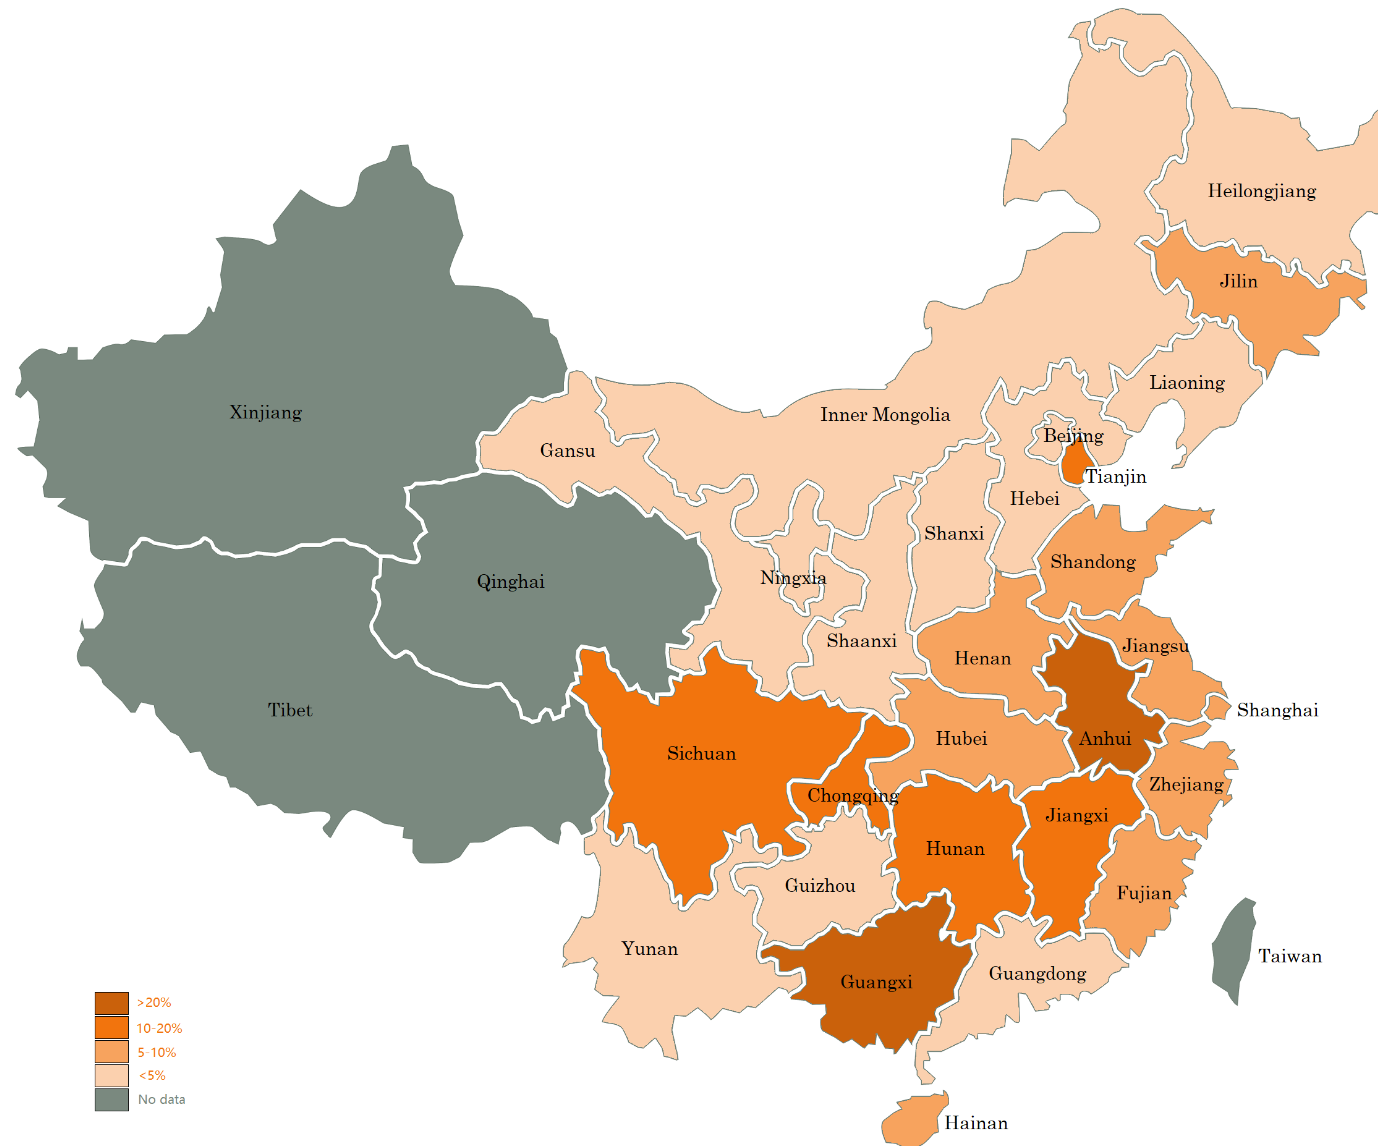 Heilongjiang
Jilin
Liaoning
Xinjiang
Inner Mongolia
Beijing
Gansu
Tianjin
Hebei
Shanxi
Shandong
Ningxia
Qinghai
Shaanxi
Jiangsu
Henan
Tibet
Shanghai
Hubei
Anhui
Sichuan
Zhejiang
Chongqing
Jiangxi
Hunan
Guizhou
Fujian
Yunan
Taiwan
Guangdong
Guangxi
>20%
10-20%
5-10%
<5%
No data
Hainan